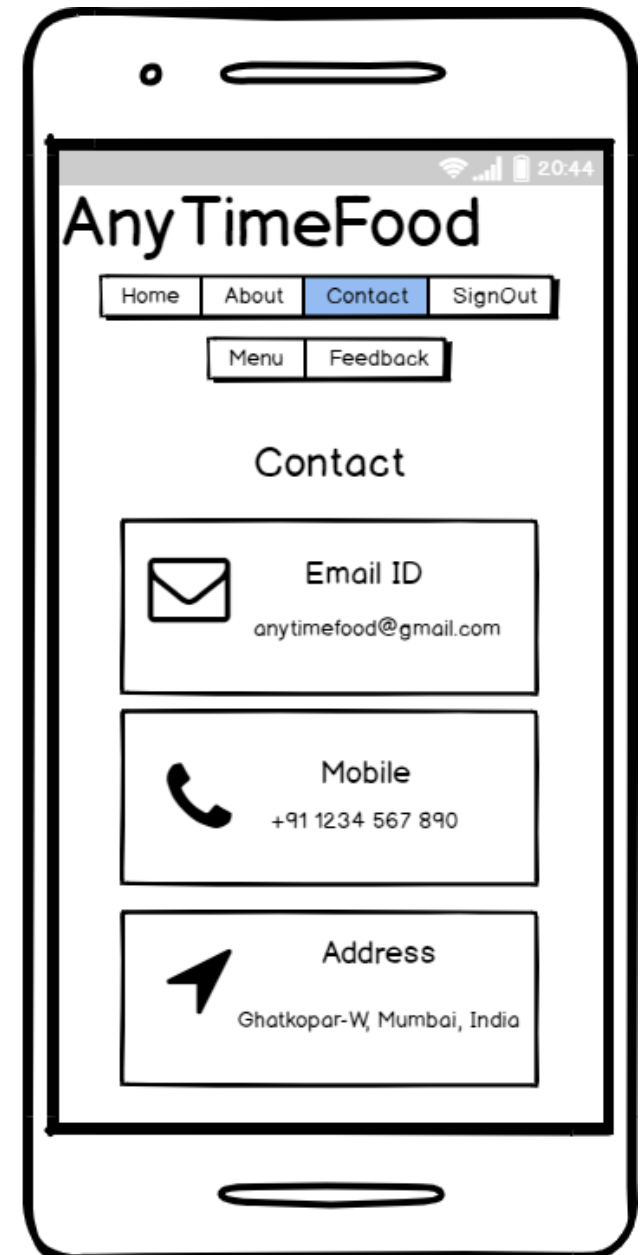 20:44
AnyTimeFood
Home About Contact SignOut
Menu Feedback
Contact
Email ID
anytimefood@gmail.com
Mobile
+91 1234 567 890
Address
Ghatkopar-W, Mumbai, India